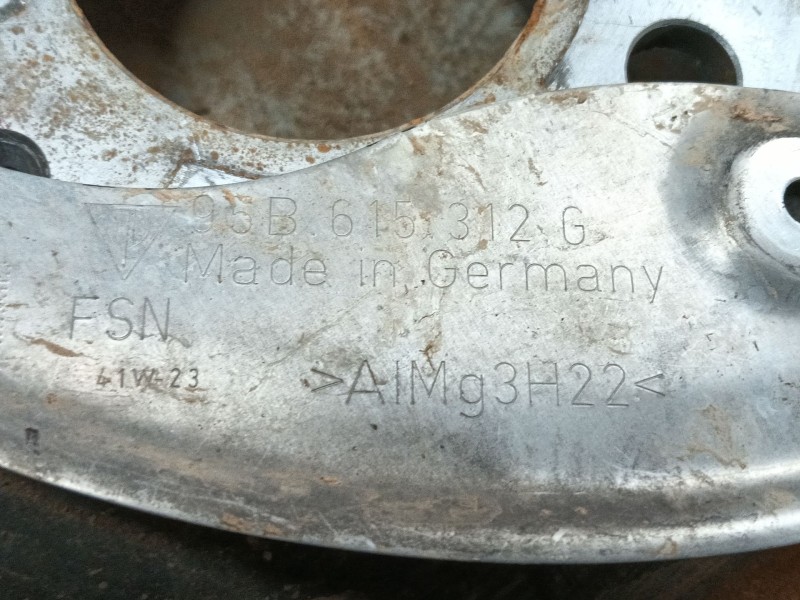 95B.615.312 G
Made in Germany
FSN
41W-23
>AlMg3H22<